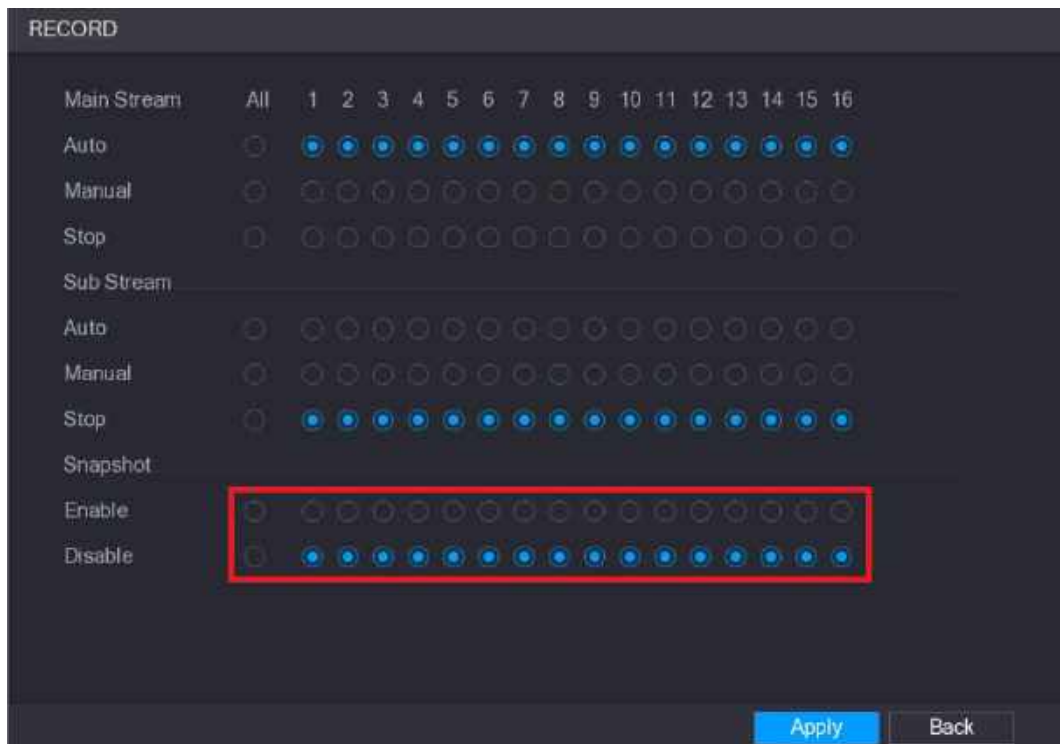 RECORD
Main Stream All 1 2 3 4 5 6 7 8 9 10 11 12 13 14 15 16
Auto
Manual
Stop
Sub Stream
Auto
Manual
Stop
Snapshot
Enable
Disable
Apply Back